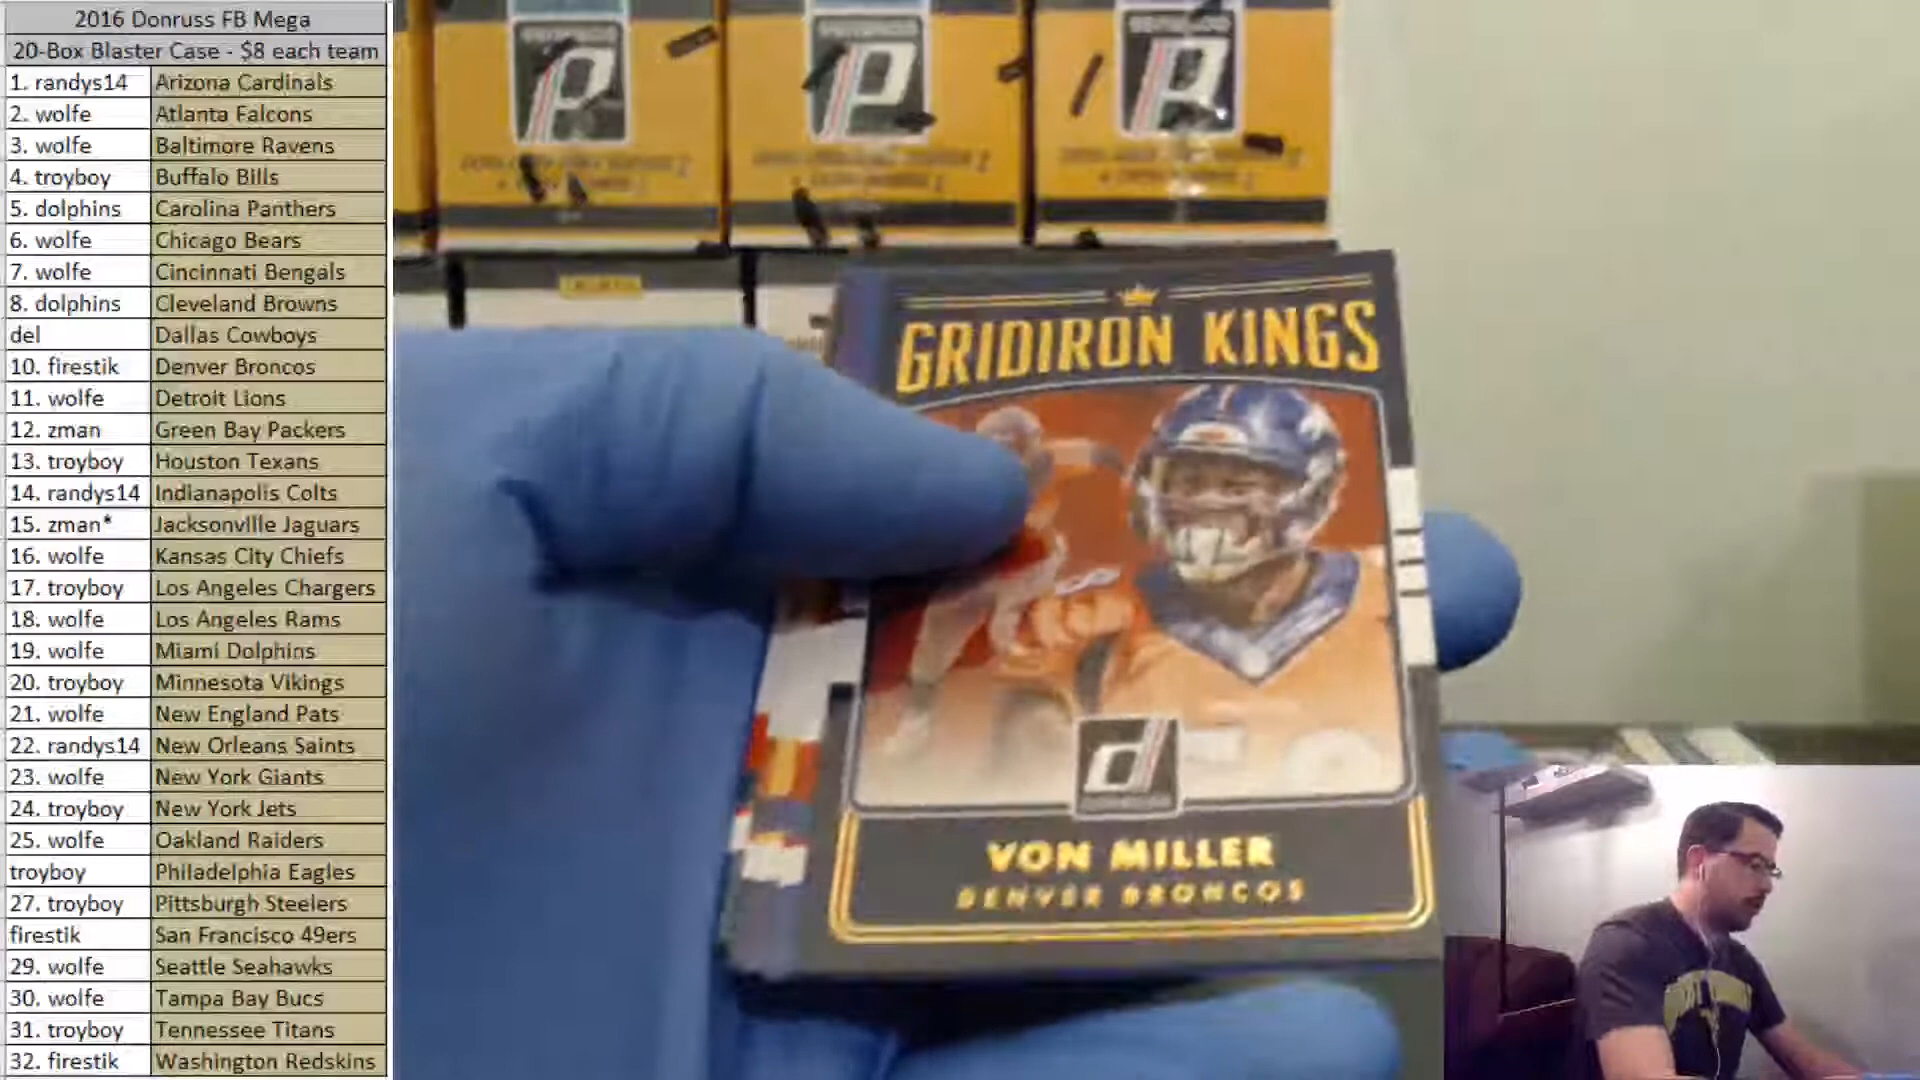 2016 Donruss FB Mega
20-Box Blaster Case - $8 each team
1. randys14 Arizona Cardinals
2. wolfe Atlanta Falcons
3. wolfe Baltimore Ravens
4. troyboy Buffalo Bills
5. dolphins Carolina Panthers
6. wolfe Chicago Bears
7. wolfe Cincinnati Bengals
8. dolphins Cleveland Browns
del Dallas Cowboys
10. firestik Denver Broncos
11. wolfe Detroit Lions
12. zman Green Bay Packers
13. troyboy Houston Texans
14. randys14 Indianapolis Colts
15. zman* Jacksonville Jaguars
16. wolfe Kansas City Chiefs
17. troyboy Los Angeles Chargers
18. wolfe Los Angeles Rams
19. wolfe Miami Dolphins
20. troyboy Minnesota Vikings
21. wolfe New England Pats
22. randys14 New Orleans Saints
23. wolfe New York Giants
24. troyboy New York Jets
25. wolfe Oakland Raiders
troyboy Philadelphia Eagles
27. troyboy Pittsburgh Steelers
firestik San Francisco 49ers
29. wolfe Seattle Seahawks
30. wolfe Tampa Bay Bucs
31. troyboy Tennessee Titans
32. firestik Washington Redskins
GRIDIRON KINGS
d
VON MILLER
DENVER BRONCOS